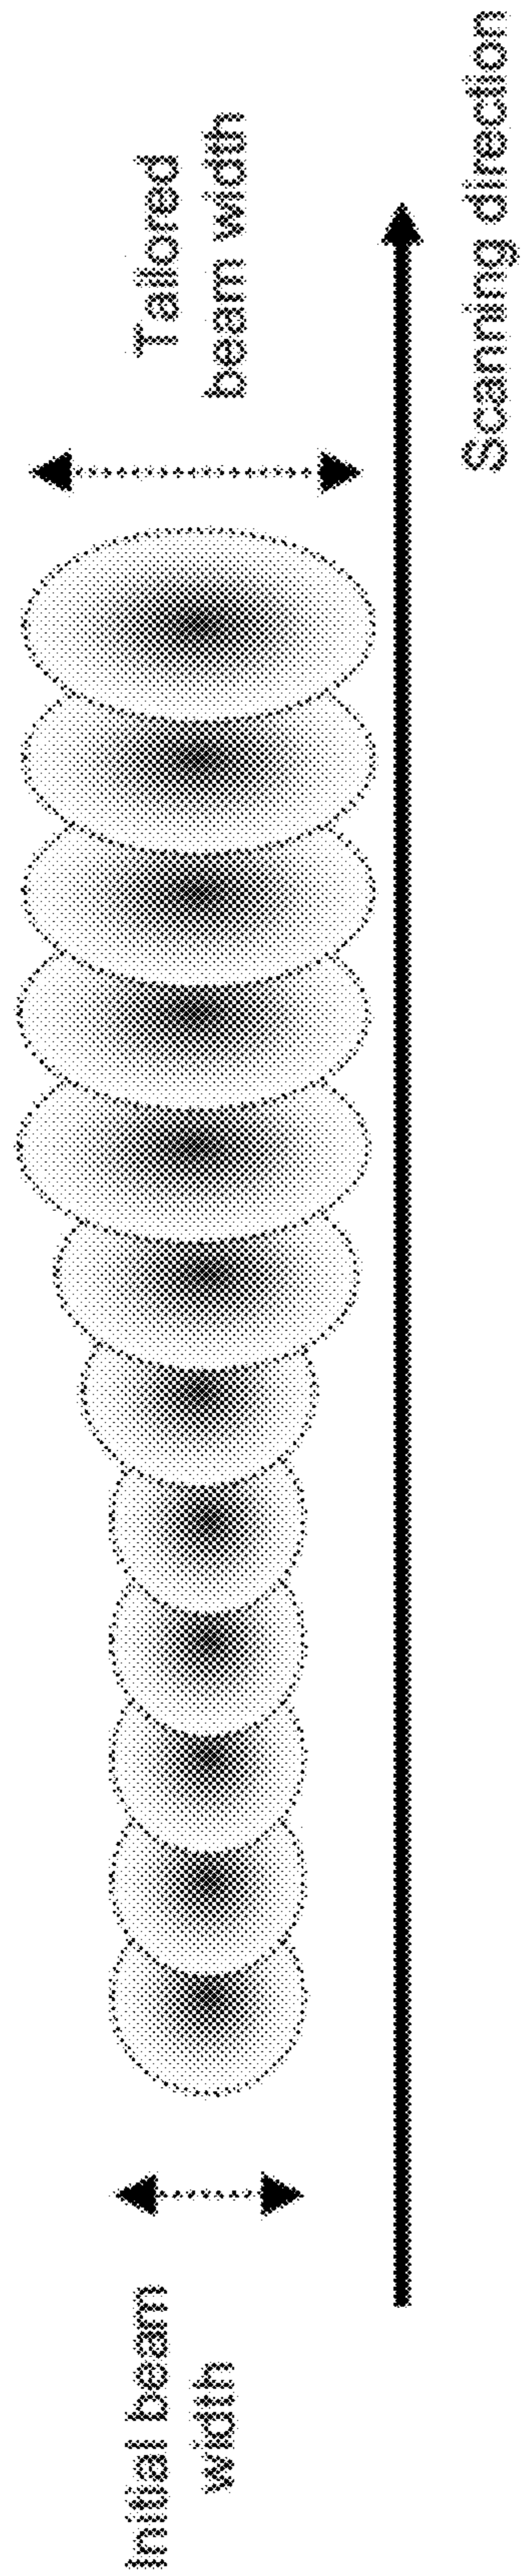 Initial beam
width
Tailored
beam width
Scanning direction